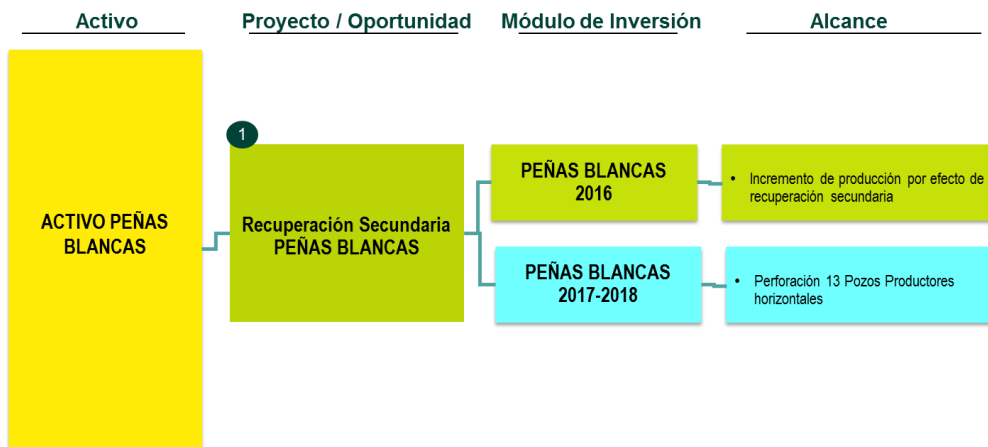 Activo
Proyecto / Oportunidad
Módulo de Inversión
Alcance
ACTIVO PEÑAS
BLANCAS
1
Recuperación Secundaria
PEÑAS BLANCAS
PEÑAS BLANCAS
2016
• Incremento de producción por efecto de
recuperación secundaria
PEÑAS BLANCAS
2017-2018
• Perforación 13 Pozos Productores
horizontales